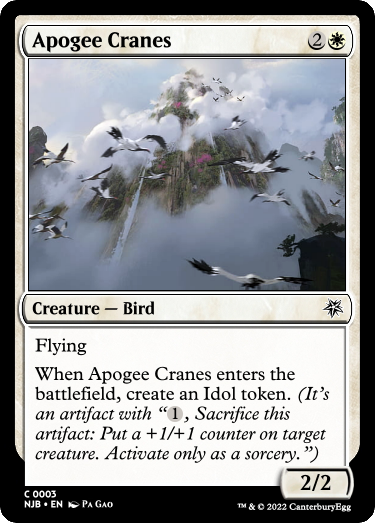 Apogee Cranes 2
Creature — Bird
Flying
When Apogee Cranes enters the
battlefield, create an Idol token. (It's
an artifact with “1, Sacrifice this
artifact: Put a +1/+1 counter on target
creature. Activate only as a sorcery.”)
2/2
C 0003
NJB • EN Pa Gao
™ & © 2022 CanterburyEgg